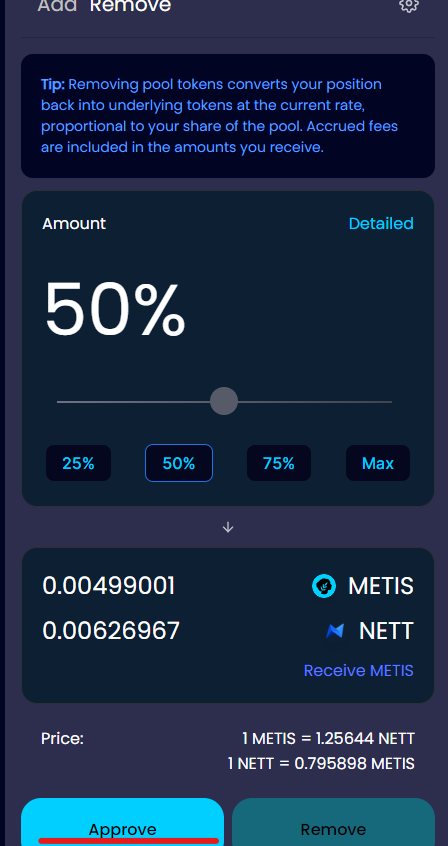 Add Remove
Tip: Removing pool tokens converts your position
back into underlying tokens at the current rate,
proportional to your share of the pool. Accrued fees
are included in the amounts you receive.
Amount Detailed
50%
25% 50% 75% Max
0.00499001 METIS
0.00626967 NETT
Receive METIS
Price: 1 METIS = 1.25644 NETT
1 NETT = 0.795898 METIS
Approve Remove